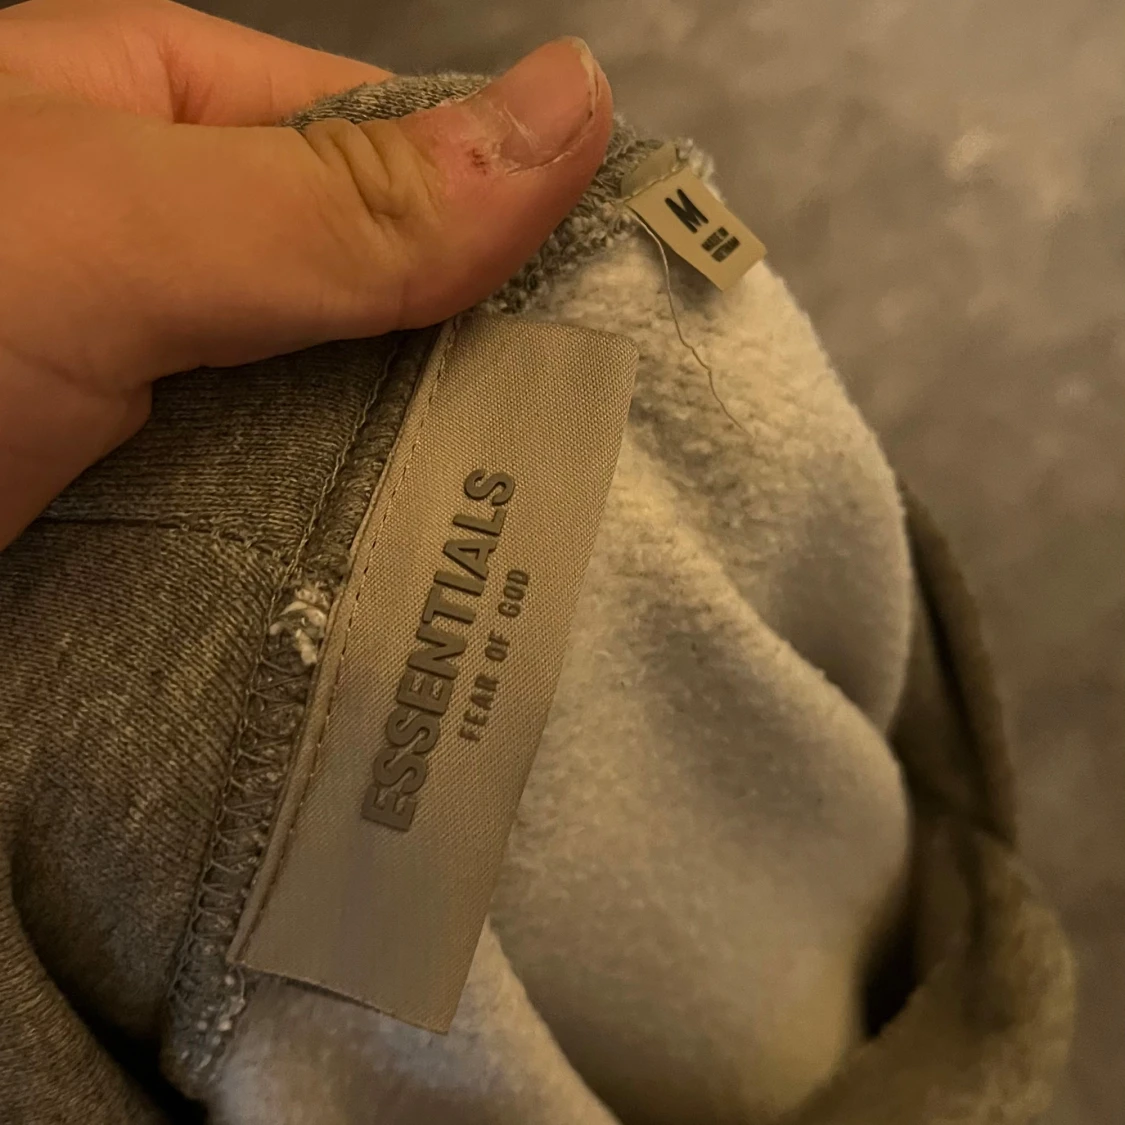 M
ESSENTIALS
FEAR OF GOD